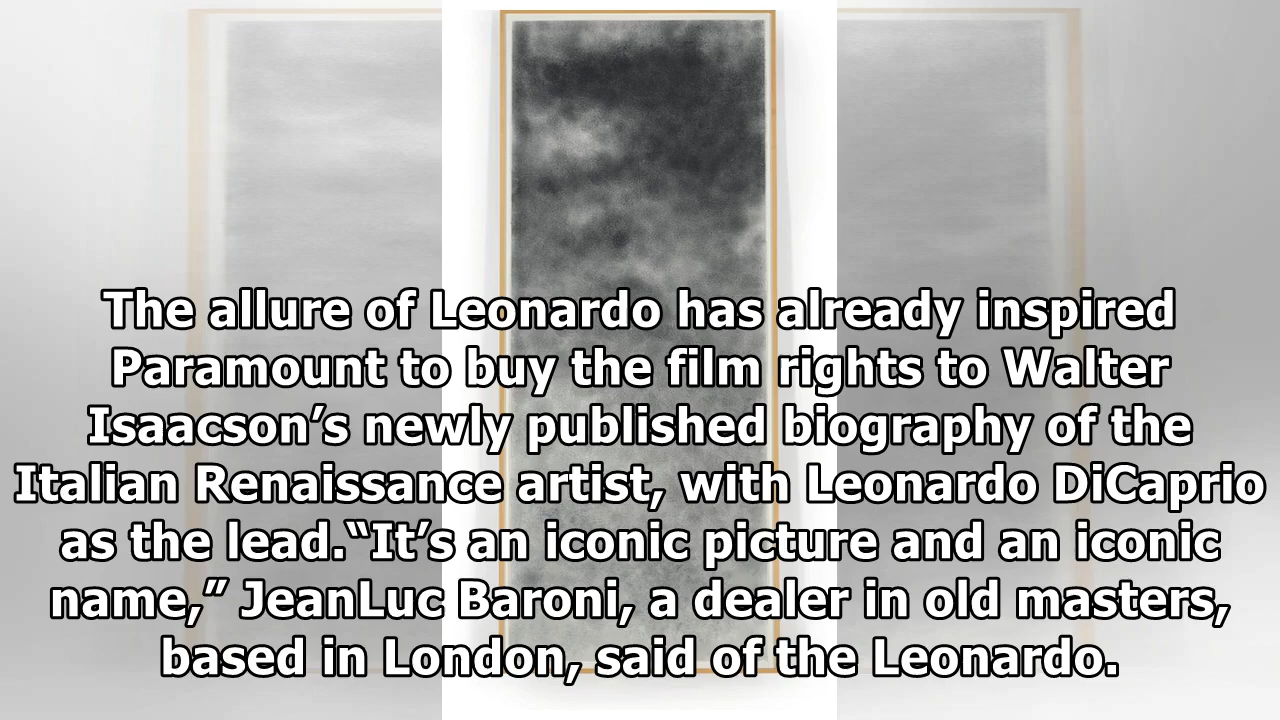 The allure of Leonardo has already inspired
Paramount to buy the film rights to Walter
Isaacson’s newly published biography of the
Italian Renaissance artist, with Leonardo DiCaprio
as the lead.“It’s an iconic picture and an iconic
name,” JeanLuc Baroni, a dealer in old masters,
based in London, said of the Leonardo.